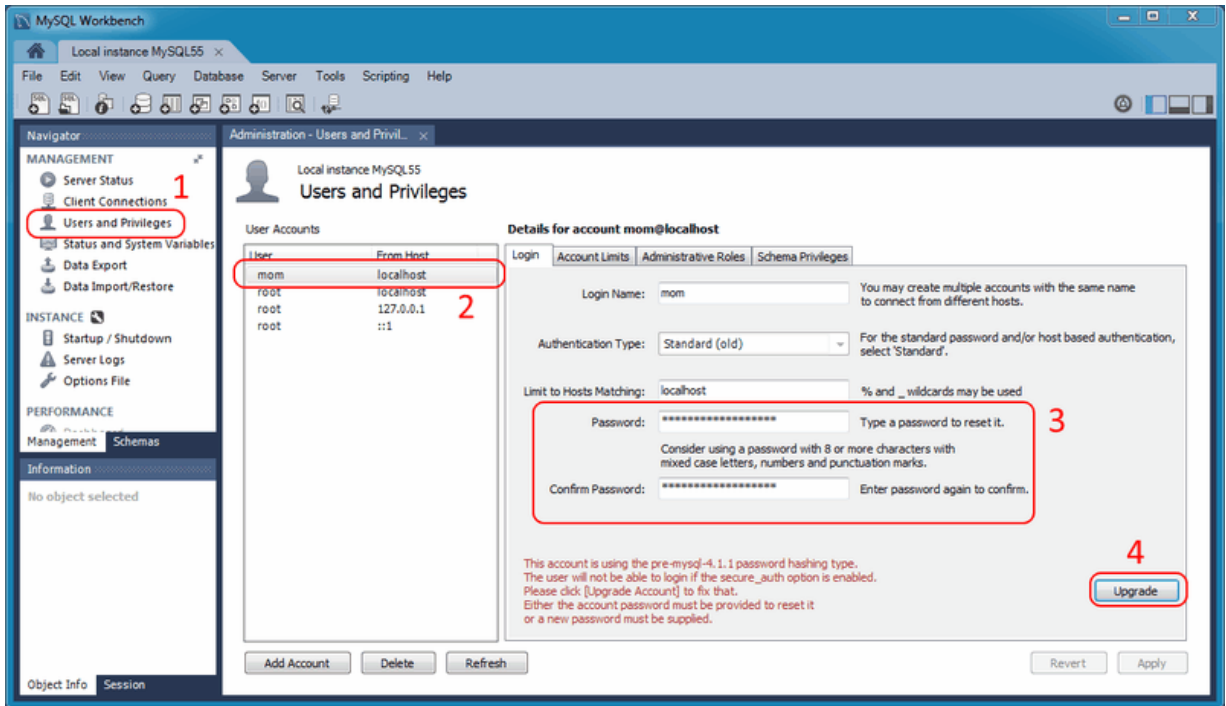 MySQL Workbench
Local instance MySQL55
File Edit View Query Database Server Tools Scripting Help
Navigator
MANAGEMENT
Server Status
Client Connections
1
Users and Privileges
Status and System Variables
Data Export
Data Import/Restore
INSTANCE
Startup / Shutdown
Server Logs
Options File
PERFORMANCE
Dashboard
Management Schemas
Information
No object selected
Object Info Session
Administration - Users and Privil...
Local instance MySQL55
Users and Privileges
User Accounts
User From Host
mom localhost
root localhost
2
root 127.0.0.1
root ::1
Add Account Delete Refresh
Details for account mom@localhost
Login Account Limits Administrative Roles Schema Privileges
Login Name: mom You may create multiple accounts with the same name
to connect from different hosts.
Authentication Type: Standard (old) For the standard password and/or host based authentication,
select 'Standard'.
Limit to Hosts Matching: localhost % and _ wildcards may be used
3
Password: ****************** Type a password to reset it.
Consider using a password with 8 or more characters with
mixed case letters, numbers and punctuation marks.
Confirm Password: ****************** Enter password again to confirm.
This account is using the pre-mysql-4.1.1 password hashing type.
The user will not be able to login if the secure_auth option is enabled.
Please click [Upgrade Account] to fix that.
Either the account password must be provided to reset it
or a new password must be supplied.
4
Upgrade
Revert Apply